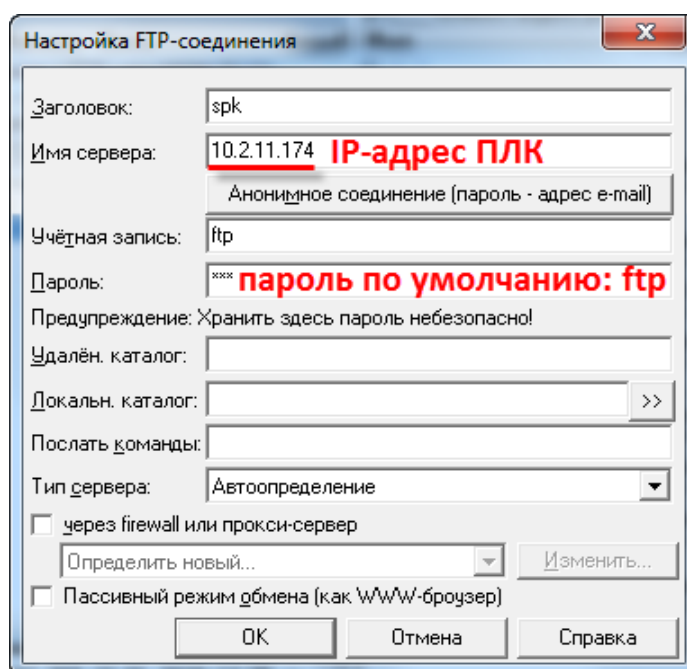 Настройка FTP-соединения
Заголовок: spk
Имя сервера: 10.2.11.174 IP-адрес ПЛК
Анонимное соединение (пароль - адрес e-mail)
Учётная запись: ftp
Пароль: *** пароль по умолчанию: ftp
Предупреждение: Хранить здесь пароль небезопасно!
Удалён. каталог:
Локальн. каталог: >>
Послать команды:
Тип сервера: Автоопределение
через firewall или прокси-сервер
Определить новый... Изменить...
Пассивный режим обмена (как WWW-броузер)
OK Отмена Справка